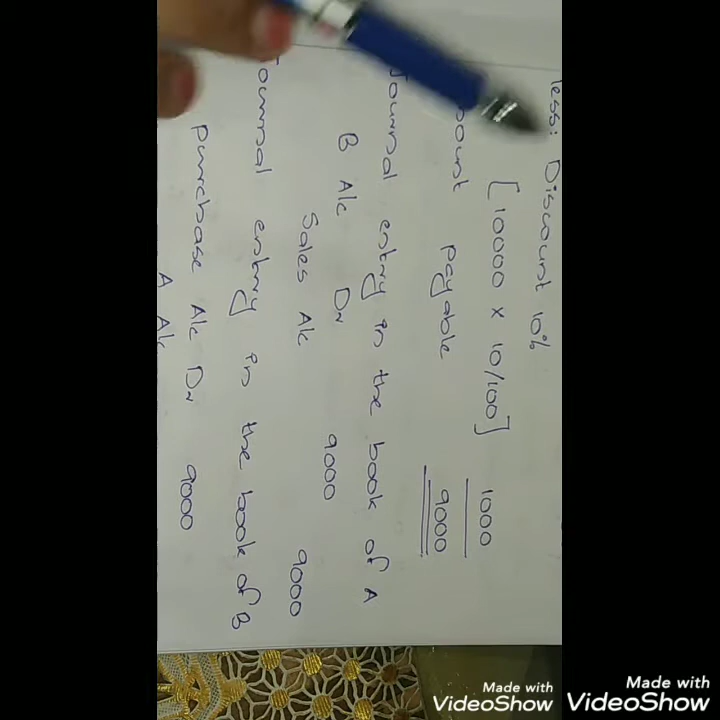 less: Discount 10%
[10000 x 10/100] 1000
payable 9000
Journal entry in the book of A
B A/c Dr 9000
Sales A/c 9000
Journal entry in the book of B
Purchase A/c Dr 9000
A A/c
Made with
VideoShow
Made with
VideoShow